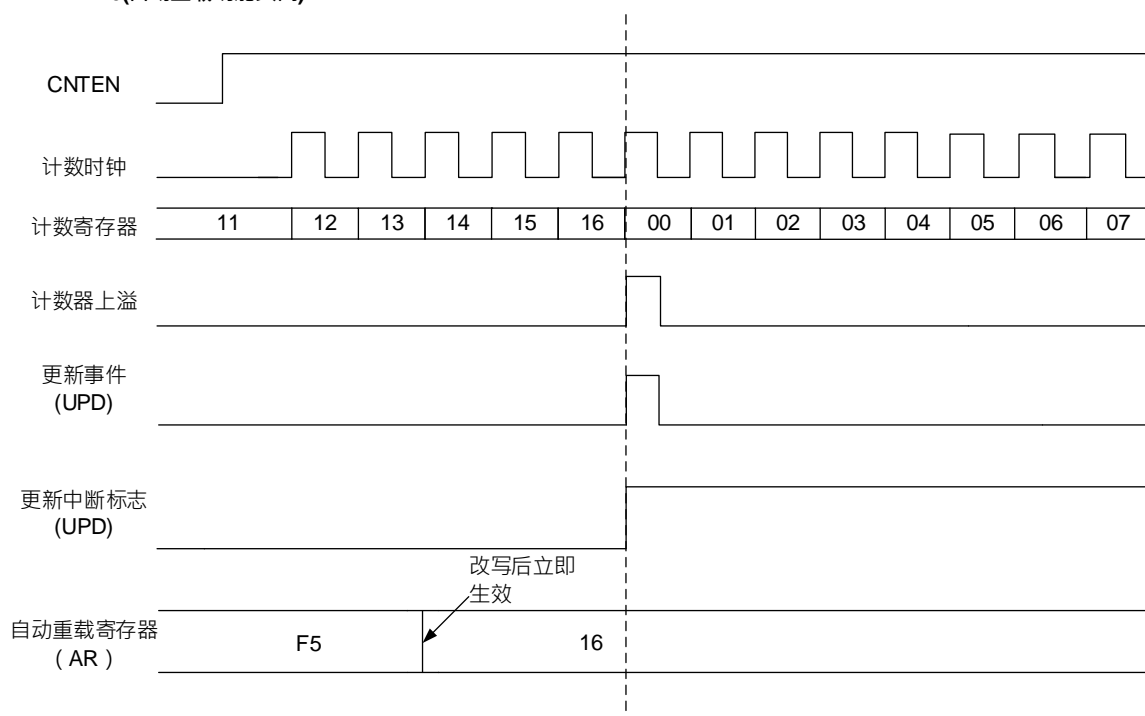 CNTEN
计数时钟
计数寄存器 11 12 13 14 15 16 00 01 02 03 04 05 06 07
计数器上溢
更新事件
(UPD)
更新中断标志
(UPD)
改写后立即
生效
自动重载寄存器
( AR )
F5 16